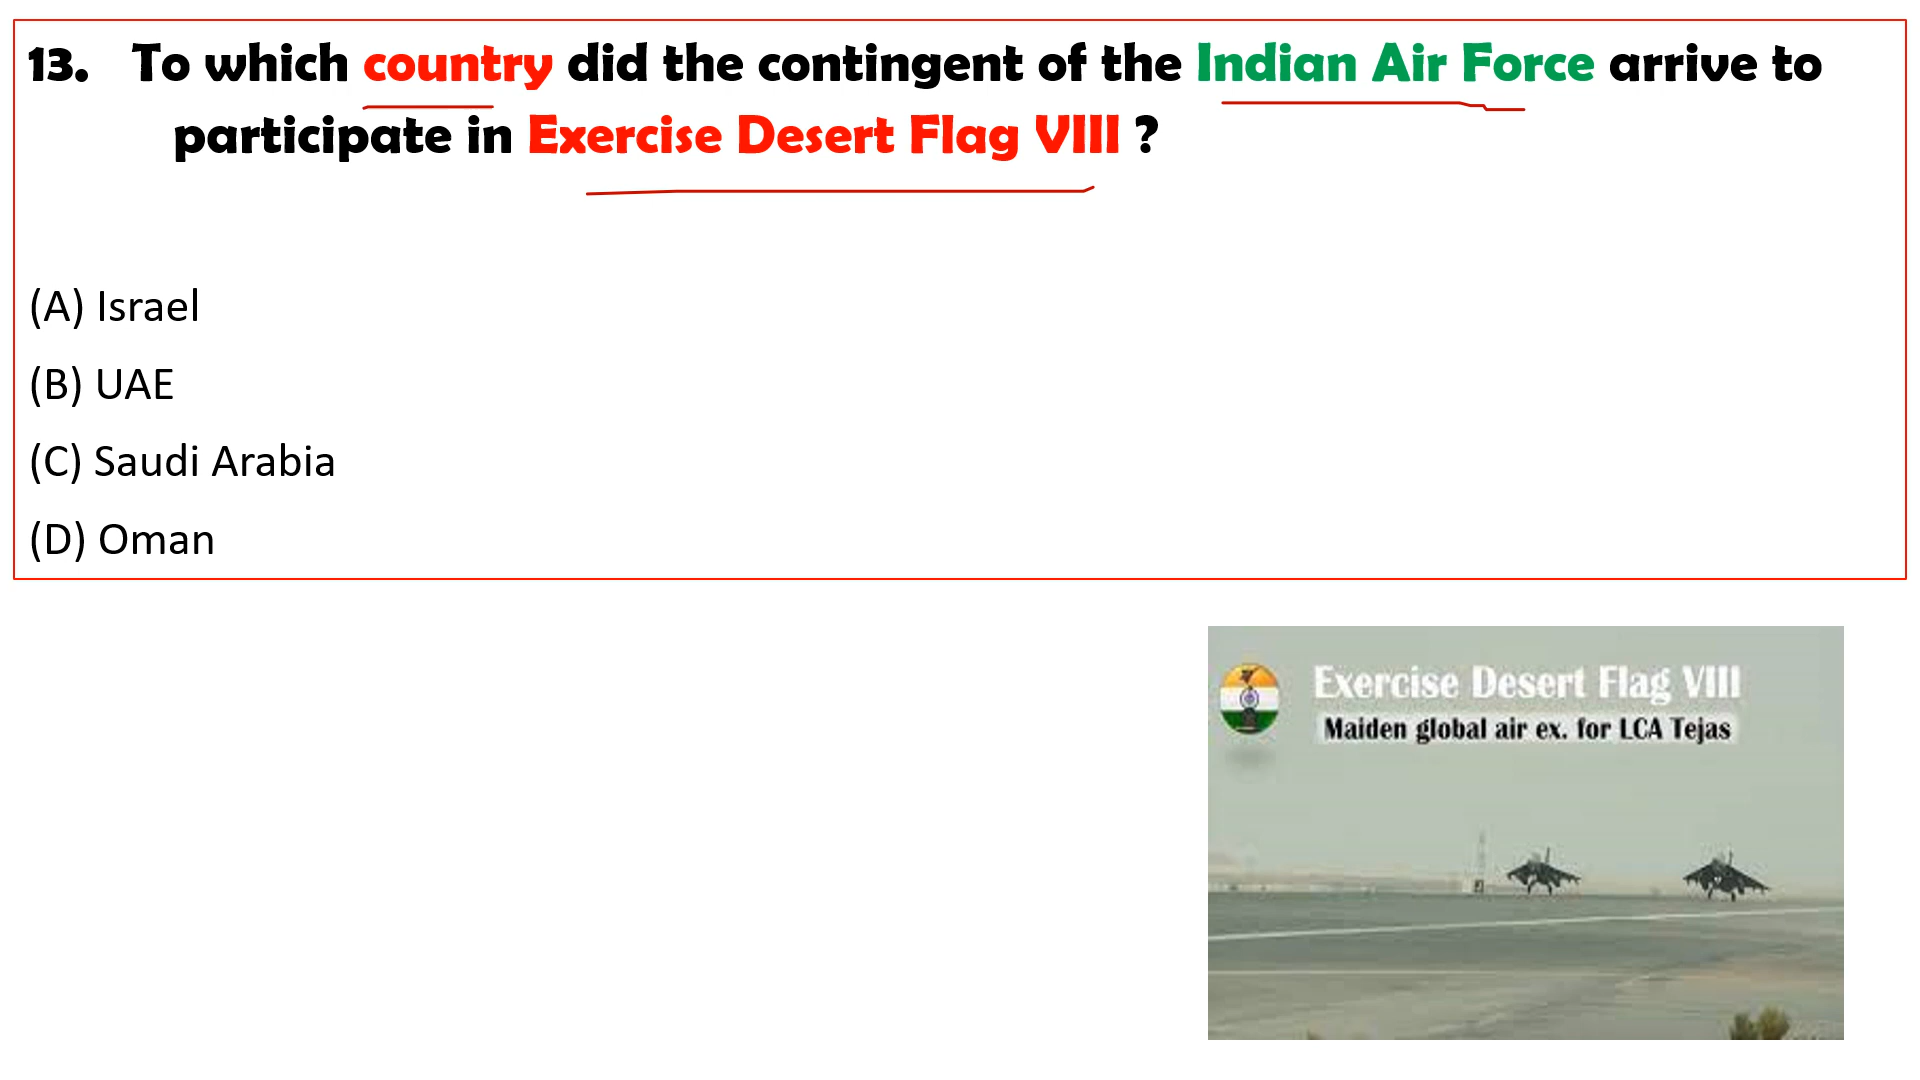 13. To which country did the contingent of the Indian Air Force arrive to
participate in Exercise Desert Flag VIII ?
(A) Israel
(B) UAE
(C) Saudi Arabia
(D) Oman
Exercise Desert Flag VIII
Maiden global air ex. for LCA Tejas